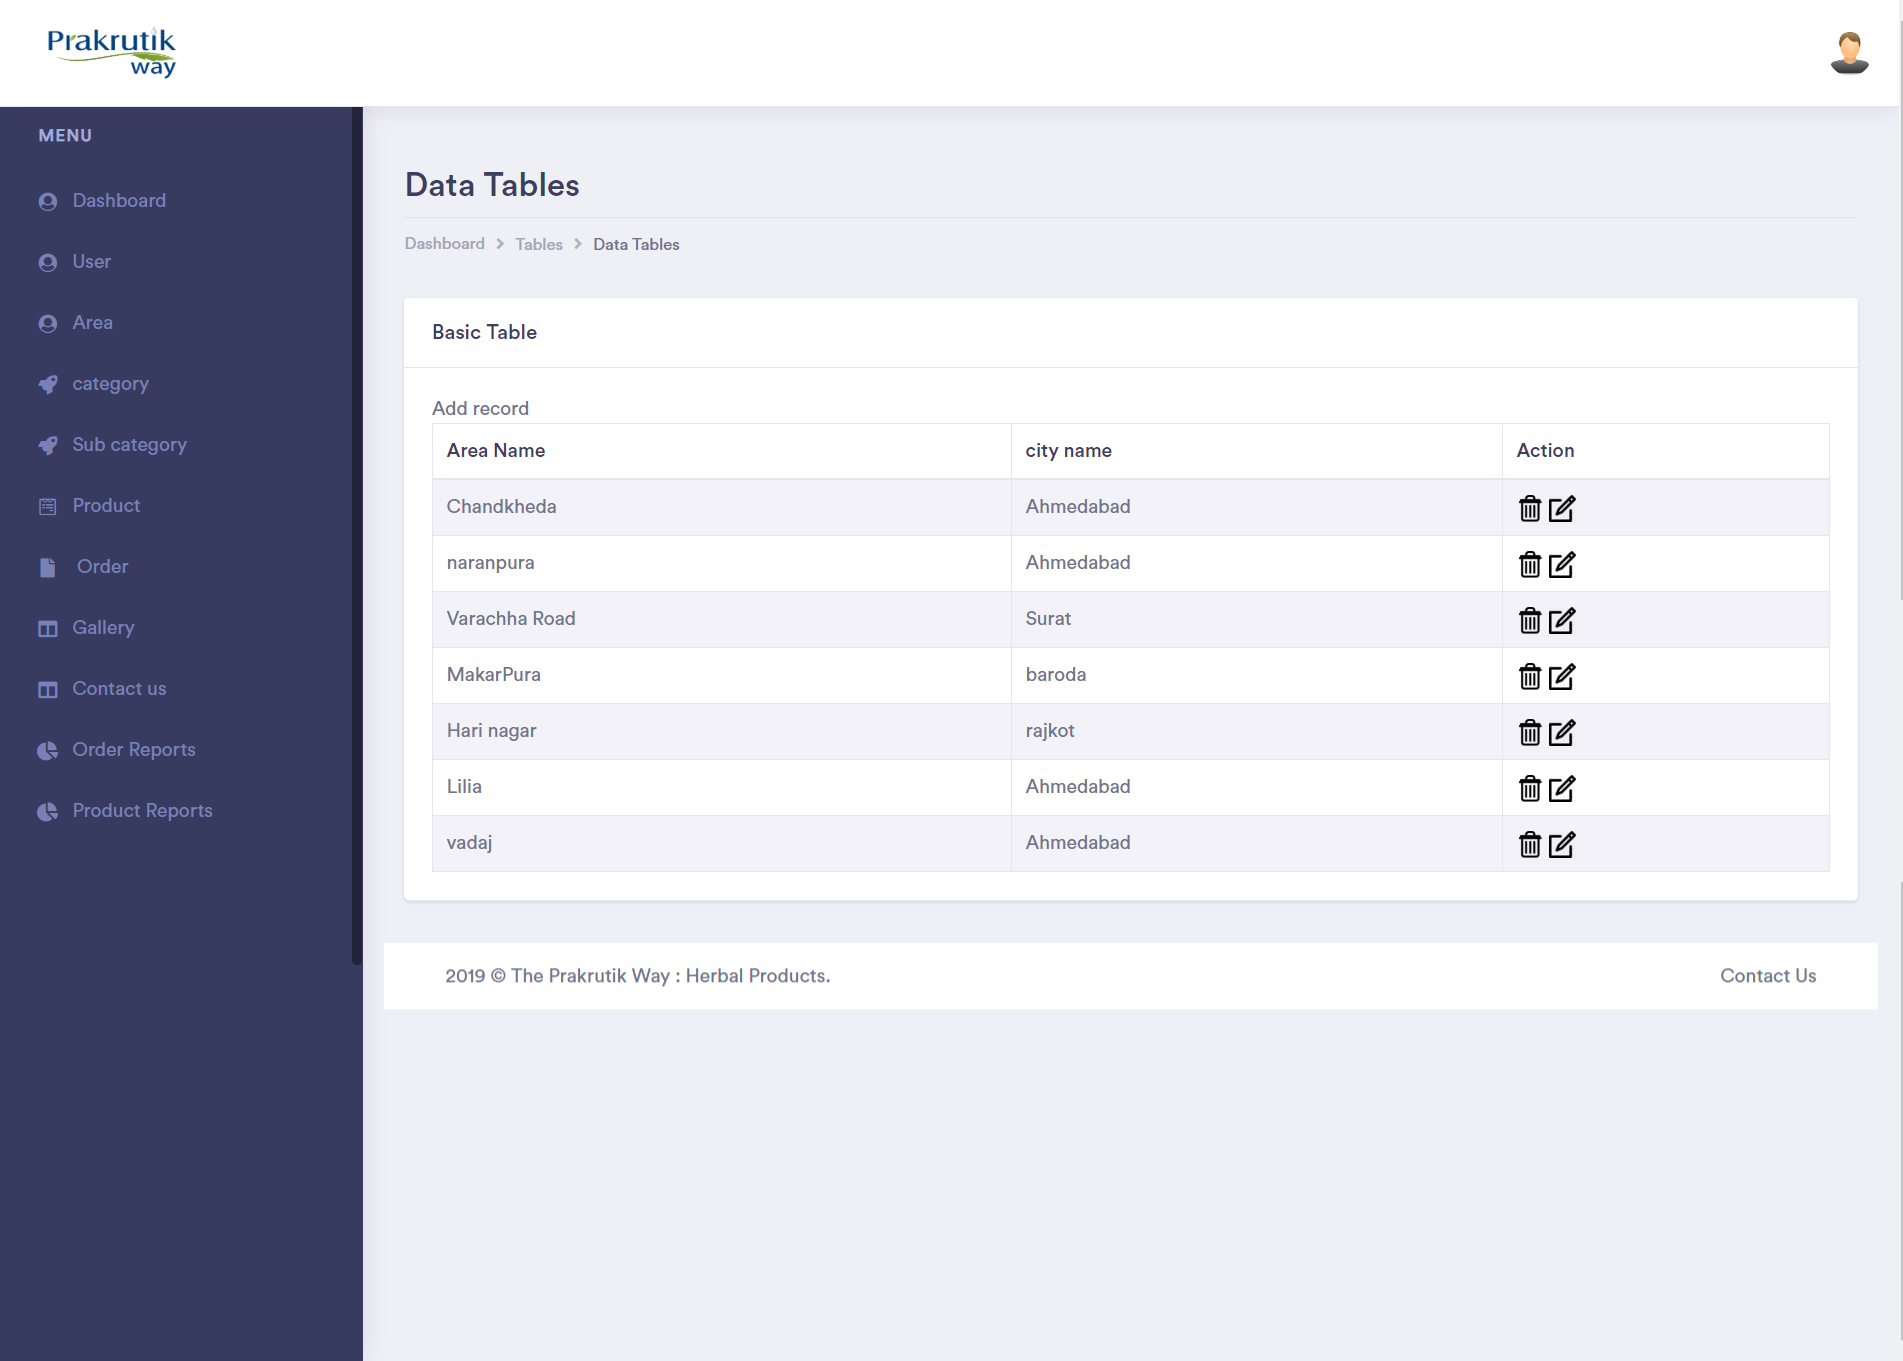 Prakrutik
way
MENU
Dashboard
User
Area
category
Sub category
Product
Order
Gallery
Contact us
Order Reports
Product Reports
Data Tables
Dashboard > Tables > Data Tables
Basic Table
Add record
Area Name city name Action
Chandkheda Ahmedabad
naranpura Ahmedabad
Varachha Road Surat
MakarPura baroda
Hari nagar rajkot
Lilia Ahmedabad
vadaj Ahmedabad
2019 © The Prakrutik Way : Herbal Products. Contact Us